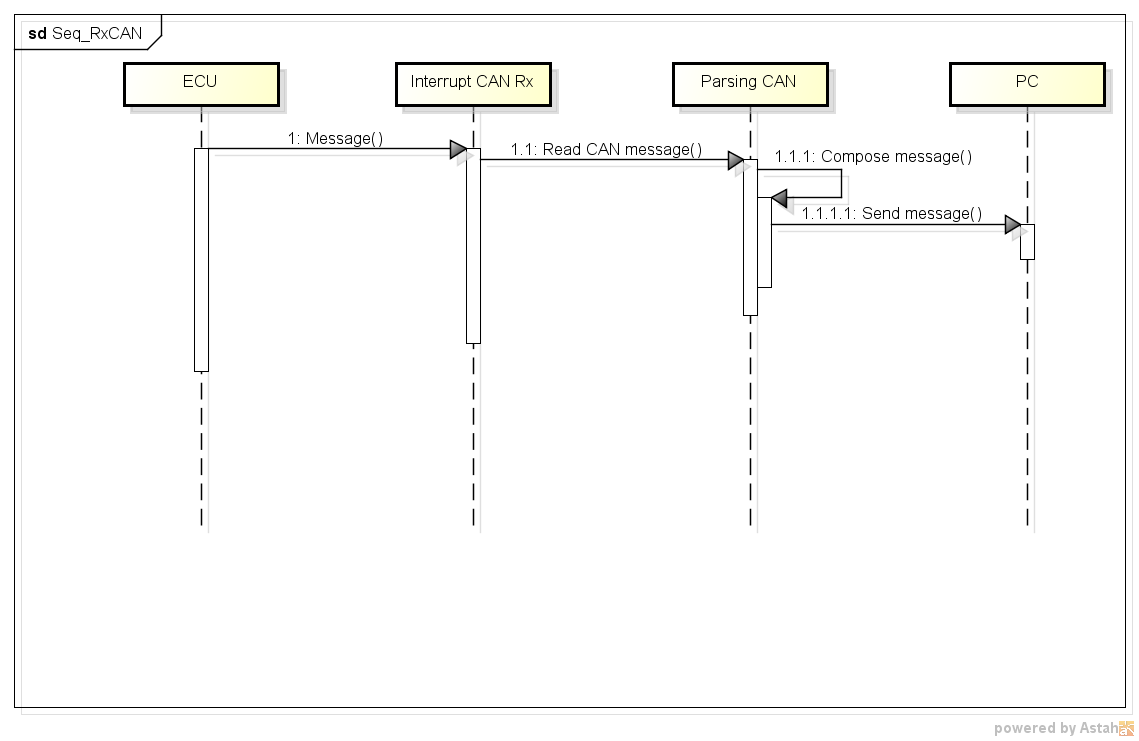 sd Seq_RxCAN
ECU
Interrupt CAN Rx
Parsing CAN
PC
1: Message()
1.1: Read CAN message()
1.1.1: Compose message()
1.1.1.1: Send message()
powered by Astah